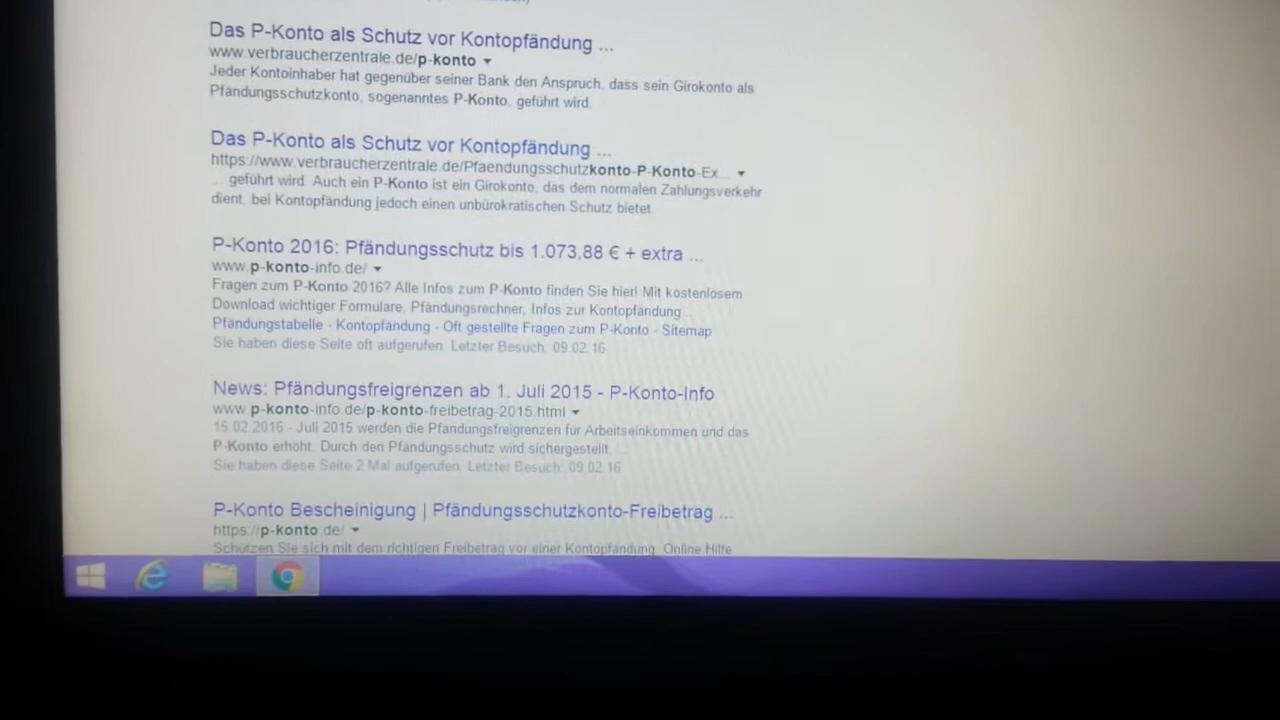 Das P-Konto als Schutz vor Kontopfändung ...
www.verbraucherzentrale.de/p-konto
Jeder Kontoinhaber hat gegenüber seiner Bank den Anspruch, dass sein Girokonto als
Pfändungsschutzkonto, sogenanntes P-Konto, geführt wird.
Das P-Konto als Schutz vor Kontopfändung ...
https://www.verbraucherzentrale.de/Pfaendungsschutzkonto-P-Konto-Ex...
... geführt wird. Auch ein P-Konto ist ein Girokonto, das dem normalen Zahlungsverkehr
dient, bei Kontopfändung jedoch einen unbürokratischen Schutz bietet.
P-Konto 2016: Pfändungsschutz bis 1.073,88 € + extra ...
www.p-konto-info.de/
Fragen zum P-Konto 2016? Alle Infos zum P-Konto finden Sie hier! Mit kostenlosem
Download wichtiger Formulare, Pfändungsrechner, Infos zur Kontopfändung ...
Pfändungstabelle - Kontopfändung - Oft gestellte Fragen zum P-Konto - Sitemap
Sie haben diese Seite oft aufgerufen. Letzter Besuch: 09.02.16
News: Pfändungsfreigrenzen ab 1. Juli 2015 - P-Konto-Info
www.p-konto-info.de/p-konto-freibetrag-2015.html
15.02.2016 - Juli 2015 werden die Pfändungsfreigrenzen für Arbeitseinkommen und das
P-Konto erhöht. Durch den Pfändungsschutz wird sichergestellt, ...
Sie haben diese Seite 2 Mal aufgerufen. Letzter Besuch: 09.02.16
P-Konto Bescheinigung | Pfändungsschutzkonto-Freibetrag ...
https://p-konto.de/
Schützen Sie sich mit dem richtigen Freibetrag vor einer Kontopfändung. Online Hilfe